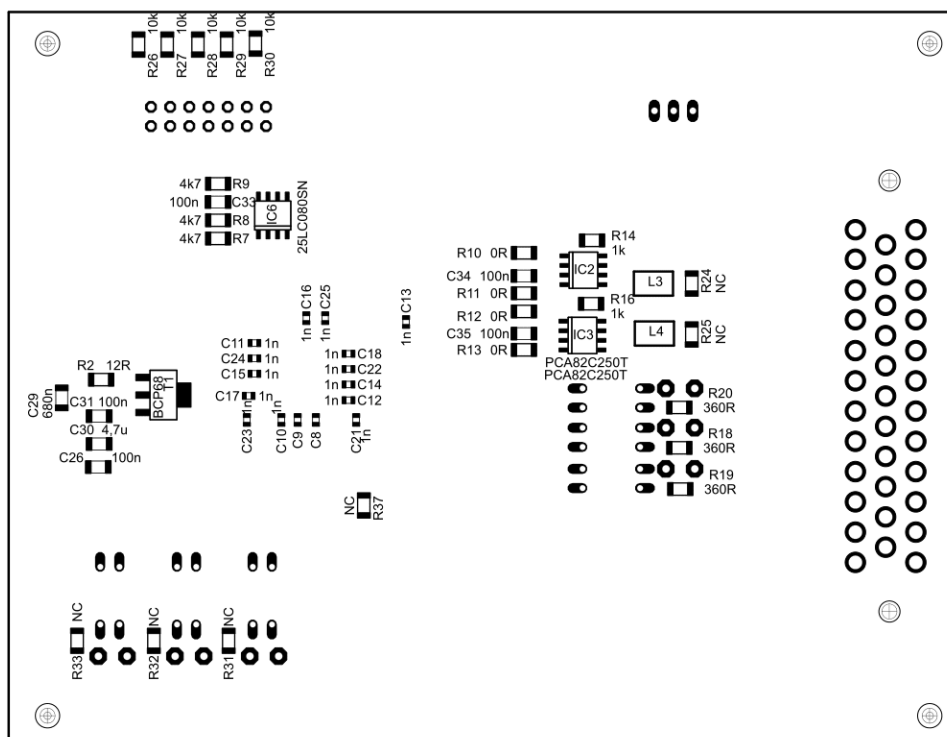 10k 10k 10k 10k 10k
R26 R27 R28 R29 R30
4k7 R9
100n C33
4k7 R8
4k7 R7
IC6
25LC080SN
R14
1k
R10 0R
C34 100n
R11 0R
R12 0R
C35 100n
R13 0R
IC2
R16
1k
IC3
PCA82C250T
PCA82C250T
L3
R24
NC
L4
R25
NC
C16
1n
C25
1n
C13
1n
C11 1n
C24 1n
C15 1n
C17 1n
1n C18
1n C22
1n C14
1n C12
1n
C23
1n
C10
C9
C8
C21
1n
R2 12R
BCP68
T1
C29
680n
C31 100n
C30 4,7u
C26 100n
R20
360R
R18
360R
R19
360R
NC
R37
NC
R33
NC
R32
NC
R31